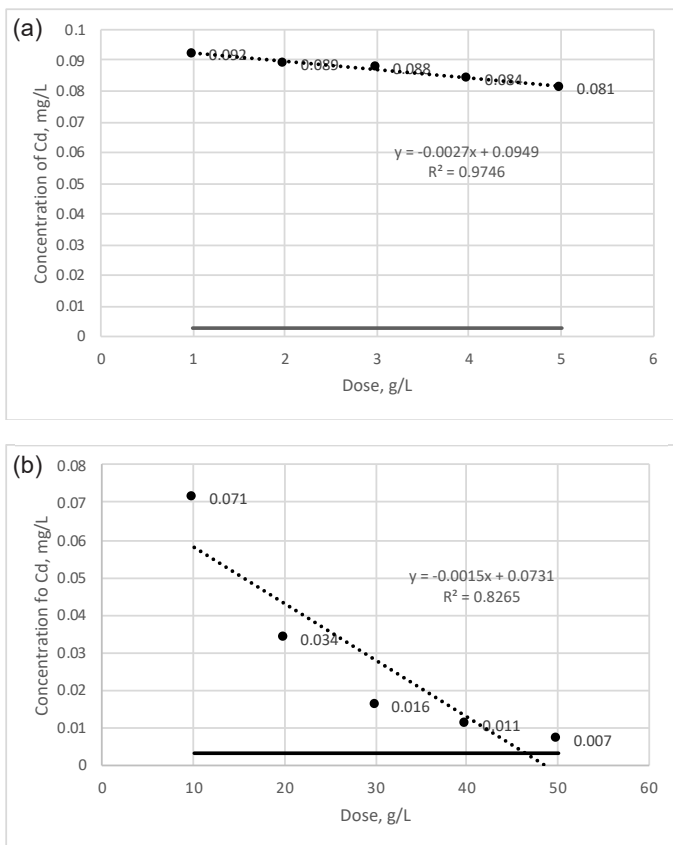 (a)
Concentration of Cd, mg/L
0.1
0.09
0.08
0.07
0.06
0.05
0.04
0.03
0.02
0.01
0
0.092
0.089
0.088
0.084
0.081
y = -0.0027x + 0.0949
R² = 0.9746
0 1 2 3 4 5 6
Dose, g/L
(b)
Concentration fo Cd, mg/L
0.08
0.07
0.06
0.05
0.04
0.03
0.02
0.01
0
0.071
0.034
0.016
0.011
0.007
y = -0.0015x + 0.0731
R² = 0.8265
0 10 20 30 40 50 60
Dose, g/L